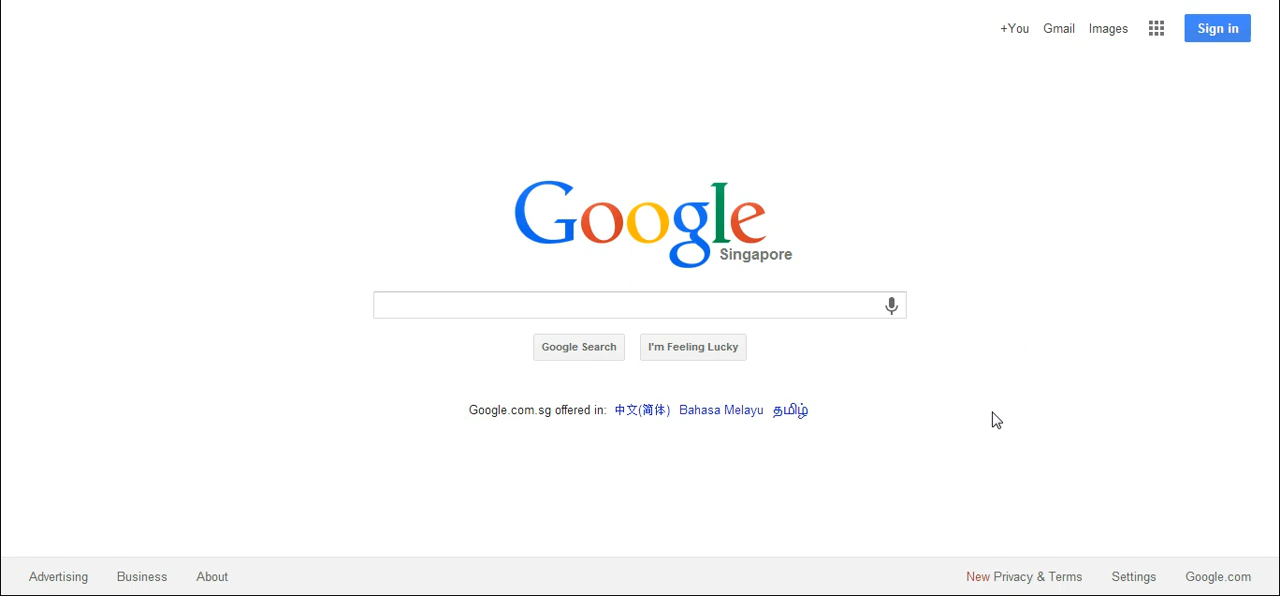 +You Gmail Images Sign in
Google
Singapore
Google Search I'm Feeling Lucky
Google.com.sg offered in: 中文(简体) Bahasa Melayu தமிழ்
Advertising Business About New Privacy & Terms Settings Google.com